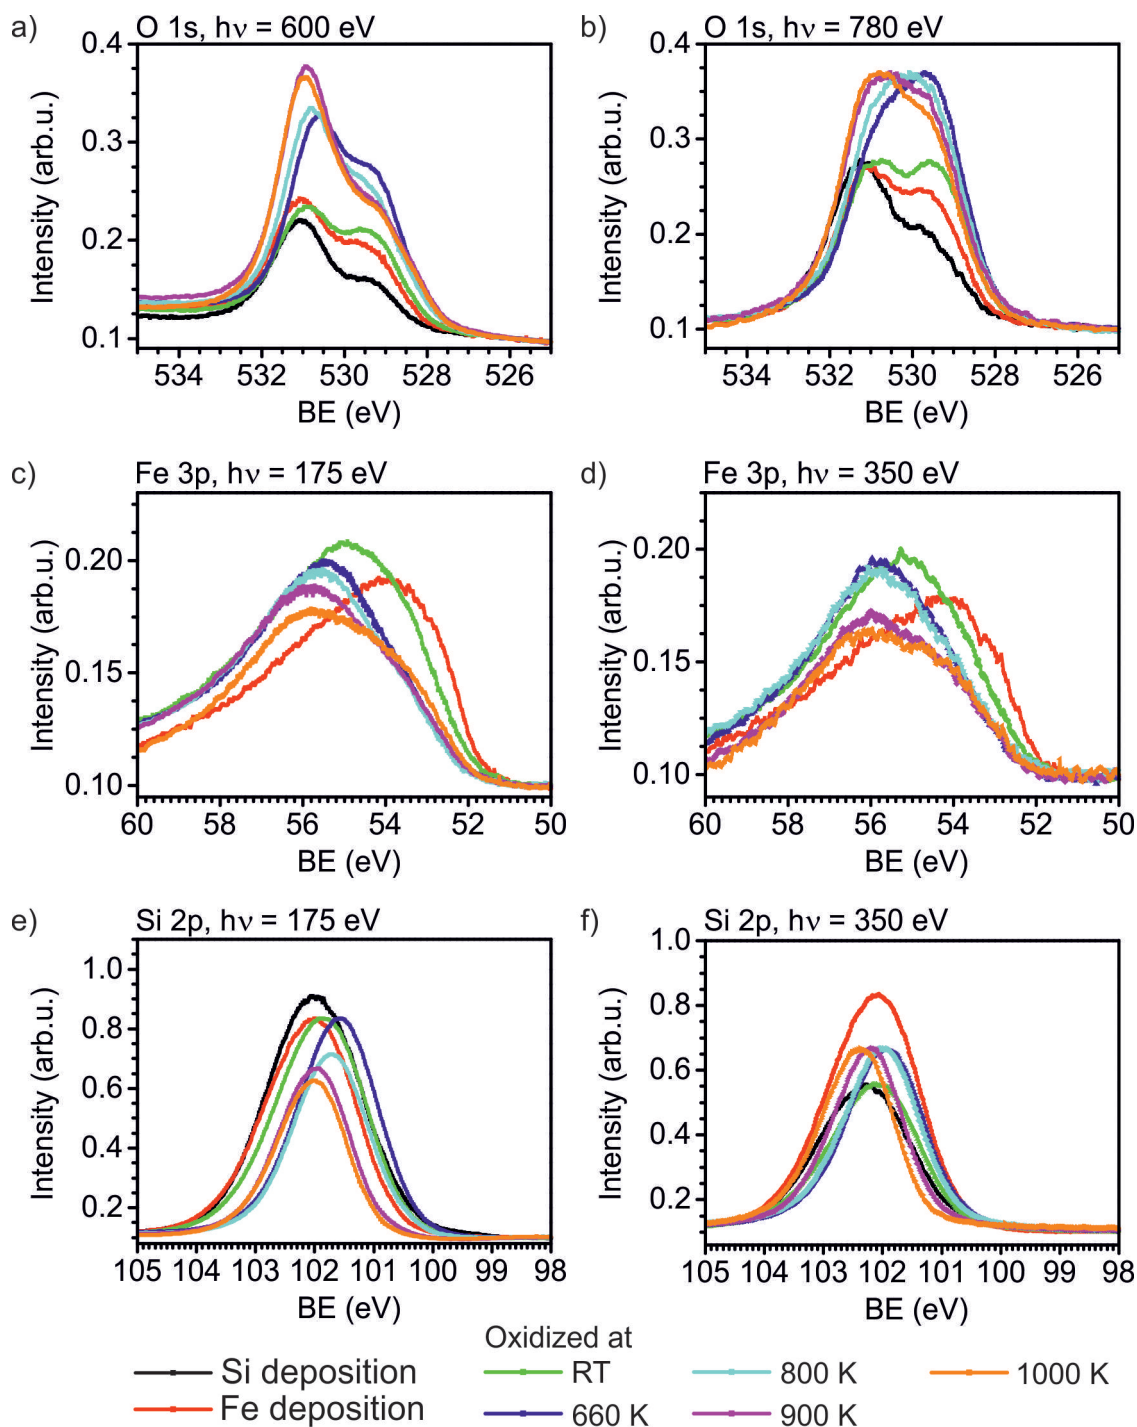 a) O 1s, hν = 600 eV
0.4
0.3
0.2
0.1
Intensity (arb.u.)
534 532 530 528 526
BE (eV)
b) O 1s, hν = 780 eV
0.4
0.3
0.2
0.1
Intensity (arb.u.)
534 532 530 528 526
BE (eV)
c) Fe 3p, hν = 175 eV
0.20
0.15
0.10
Intensity (arb.u.)
60 58 56 54 52 50
BE (eV)
d) Fe 3p, hν = 350 eV
0.20
0.15
0.10
Intensity (arb.u.)
60 58 56 54 52 50
BE (eV)
e) Si 2p, hν = 175 eV
1.0
0.8
0.6
0.4
0.2
Intensity (arb.u.)
105 104 103 102 101 100 99 98
BE (eV)
f) Si 2p, hν = 350 eV
1.0
0.8
0.6
0.4
0.2
Intensity (arb.u.)
105 104 103 102 101 100 99 98
BE (eV)
Oxidized at
Si deposition RT 800 K 1000 K
Fe deposition 660 K 900 K